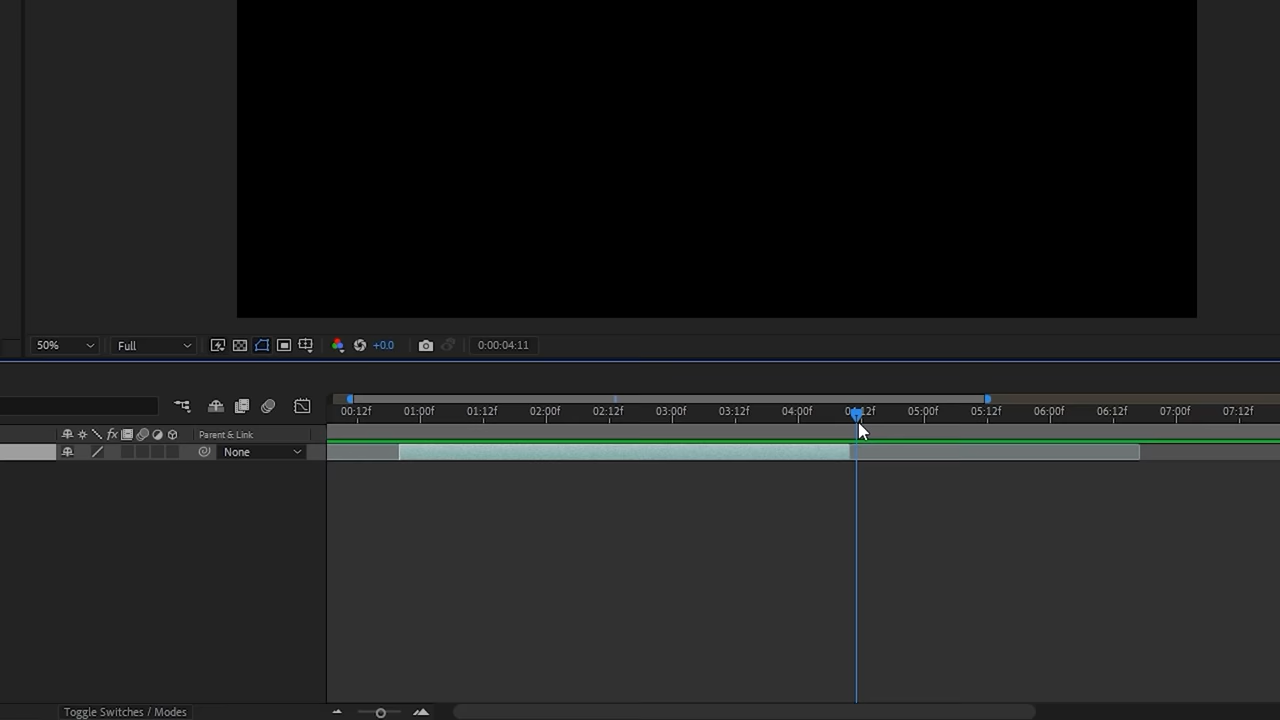 50% Full +0.0 0:00:04:11
00:12f 01:00f 01:12f 02:00f 02:12f 03:00f 03:12f 04:00f 05:00f 05:12f 06:00f 06:12f 07:00f 07:12f
fx Parent & Link
None
Toggle Switches / Modes